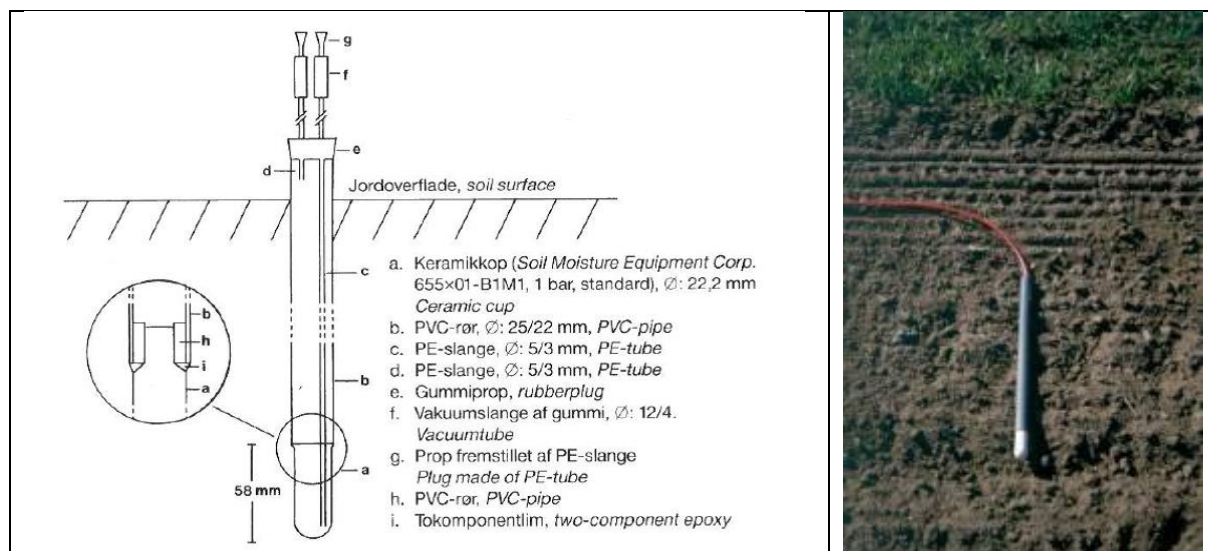 g
f
e
d
Jordoverflade, soil surface
c
b
h
i
a
b
a
58 mm
a. Keramikkop (Soil Moisture Equipment Corp.
655×01-B1M1, 1 bar, standard), ∅: 22,2 mm
Ceramic cup
b. PVC-rør, ∅: 25/22 mm, PVC-pipe
c. PE-slange, ∅: 5/3 mm, PE-tube
d. PE-slange, ∅: 5/3 mm, PE-tube
e. Gummiprop, rubberplug
f. Vakuumslange af gummi, ∅: 12/4.
Vacuumtube
g. Prop fremstillet af PE-slange
Plug made of PE-tube
h. PVC-rør, PVC-pipe
i. Tokomponentlim, two-component epoxy